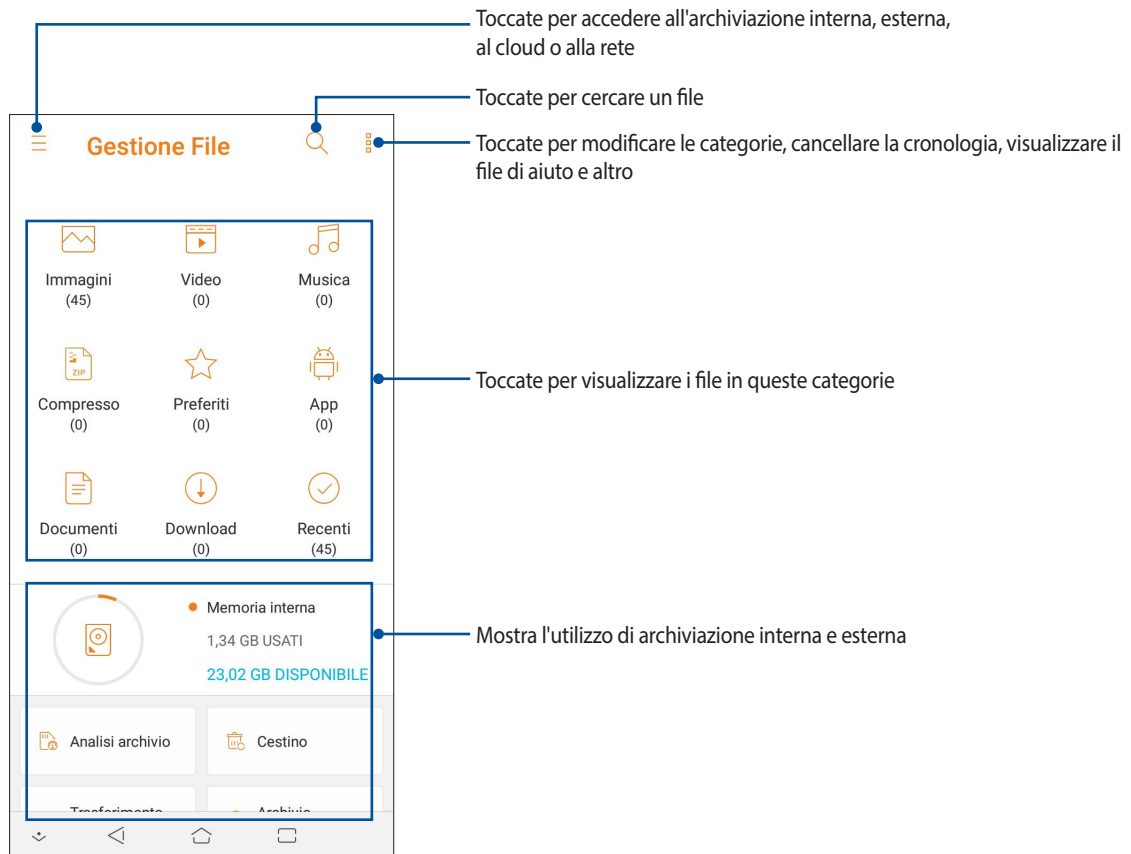 Toccate per accedere all'archiviazione interna, esterna,
al cloud o alla rete
Toccate per cercare un file
Toccate per modificare le categorie, cancellare la cronologia, visualizzare il
file di aiuto e altro
Gestione File
Immagini
(45)
Video
(0)
Musica
(0)
ZIP
Compresso
(0)
Preferiti
(0)
App
(0)
Toccate per visualizzare i file in queste categorie
Documenti
(0)
Download
(0)
Recenti
(45)
Memoria interna
1,34 GB USATI
23,02 GB DISPONIBILE
Mostra l'utilizzo di archiviazione interna e esterna
Analisi archivio
Cestino
Trasferimento
Archivio